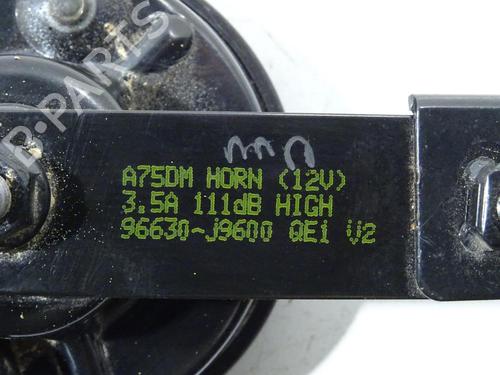 B-PARTS
A75DM HORN (12V)
3.5A 111dB HIGH
96630-J9600 QE1 V2